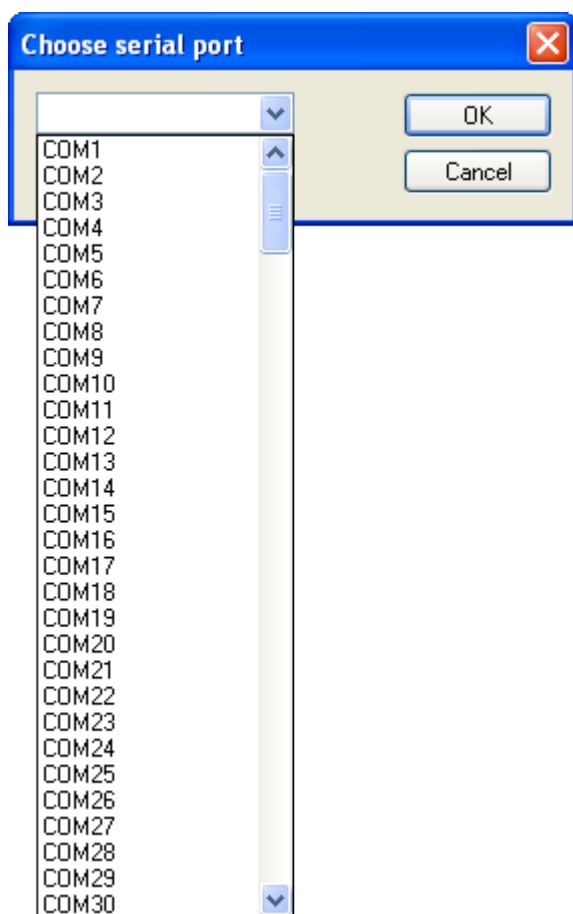 Choose serial port
OK
Cancel
COM1
COM2
COM3
COM4
COM5
COM6
COM7
COM8
COM9
COM10
COM11
COM12
COM13
COM14
COM15
COM16
COM17
COM18
COM19
COM20
COM21
COM22
COM23
COM24
COM25
COM26
COM27
COM28
COM29
COM30